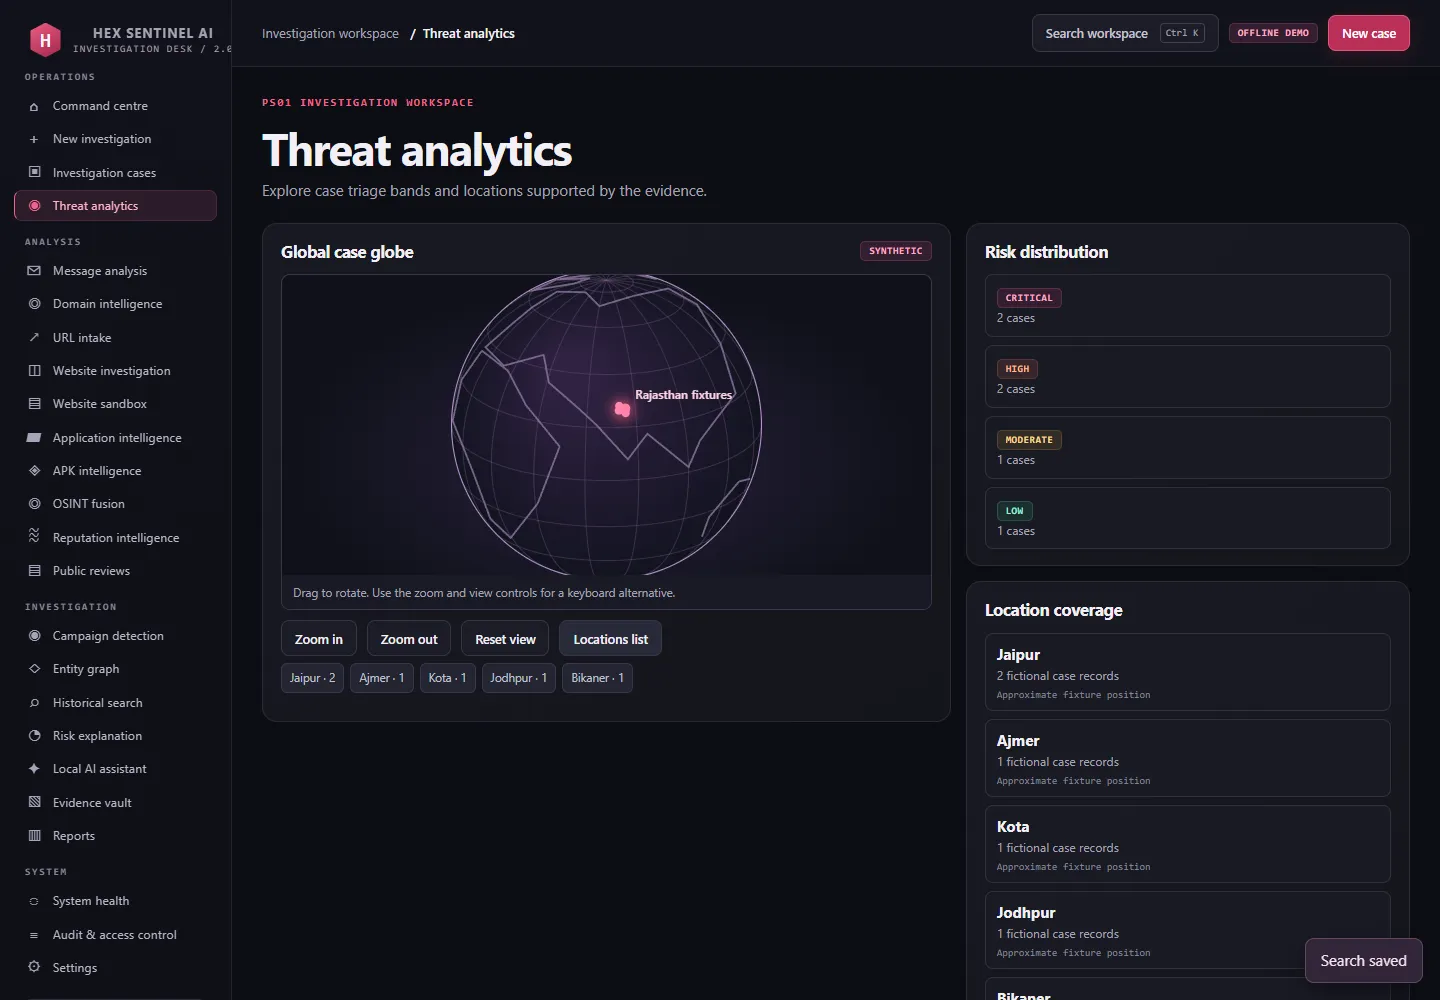 H
HEX SENTINEL AI
INVESTIGATION DESK / 2.0
OPERATIONS
Command centre
New investigation
Investigation cases
Threat analytics
ANALYSIS
Message analysis
Domain intelligence
URL intake
Website investigation
Website sandbox
Application intelligence
APK intelligence
OSINT fusion
Reputation intelligence
Public reviews
INVESTIGATION
Campaign detection
Entity graph
Historical search
Risk explanation
Local AI assistant
Evidence vault
Reports
SYSTEM
System health
Audit & access control
Settings
Investigation workspace / Threat analytics
Search workspace Ctrl K
OFFLINE DEMO
New case
PS01 INVESTIGATION WORKSPACE
Threat analytics
Explore case triage bands and locations supported by the evidence.
Global case globe
SYNTHETIC
Rajasthan fixtures
Drag to rotate. Use the zoom and view controls for a keyboard alternative.
Zoom in
Zoom out
Reset view
Locations list
Jaipur · 2
Ajmer · 1
Kota · 1
Jodhpur · 1
Bikaner · 1
Risk distribution
CRITICAL
2 cases
HIGH
2 cases
MODERATE
1 cases
LOW
1 cases
Location coverage
Jaipur
2 fictional case records
Approximate fixture position
Ajmer
1 fictional case records
Approximate fixture position
Kota
1 fictional case records
Approximate fixture position
Jodhpur
1 fictional case records
Approximate fixture position
Bikaner
Search saved